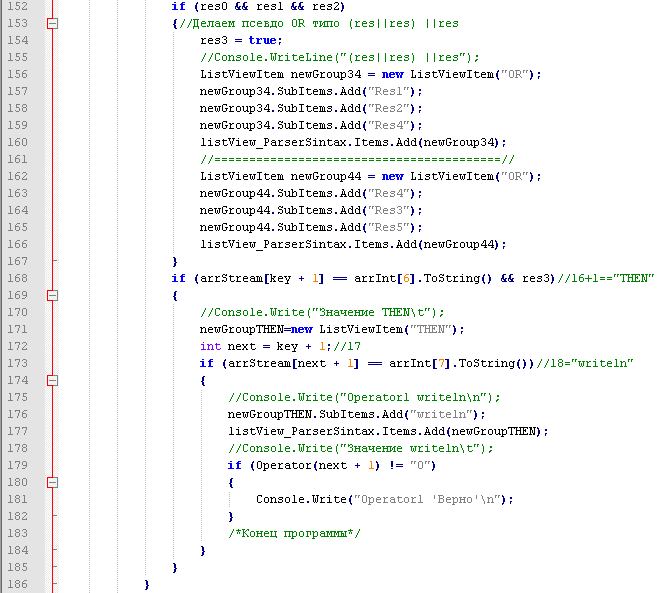 152 if (res0 && res1 && res2)
153 {//Делаем псевдо OR типо (res||res) ||res
154 res3 = true;
155 //Console.WriteLine("(res||res) ||res");
156 ListViewItem newGroup34 = new ListViewItem("OR");
157 newGroup34.SubItems.Add("Res1");
158 newGroup34.SubItems.Add("Res2");
159 newGroup34.SubItems.Add("Res4");
160 listView_ParserSintax.Items.Add(newGroup34);
161 //=========================================//
162 ListViewItem newGroup44 = new ListViewItem("OR");
163 newGroup44.SubItems.Add("Res4");
164 newGroup44.SubItems.Add("Res3");
165 newGroup44.SubItems.Add("Res5");
166 listView_ParserSintax.Items.Add(newGroup44);
167 }
168 if (arrStream[key + 1] == arrInt[6].ToString() && res3)//16+1=="THEN"
169 {
170 //Console.Write("Значение THEN\t");
171 newGroupTHEN=new ListViewItem("THEN");
172 int next = key + 1;//17
173 if (arrStream[next + 1] == arrInt[7].ToString())//18="writeln"
174 {
175 //Console.Write("Operator1 writeln\n");
176 newGroupTHEN.SubItems.Add("writeln");
177 listView_ParserSintax.Items.Add(newGroupTHEN);
178 //Console.Write("Значение writeln\t");
179 if (Operator(next + 1) != "0")
180 {
181 Console.Write("Operator1 'Верно'\n");
182 }
183 /*Конец программы*/
184 }
185 }
186 }